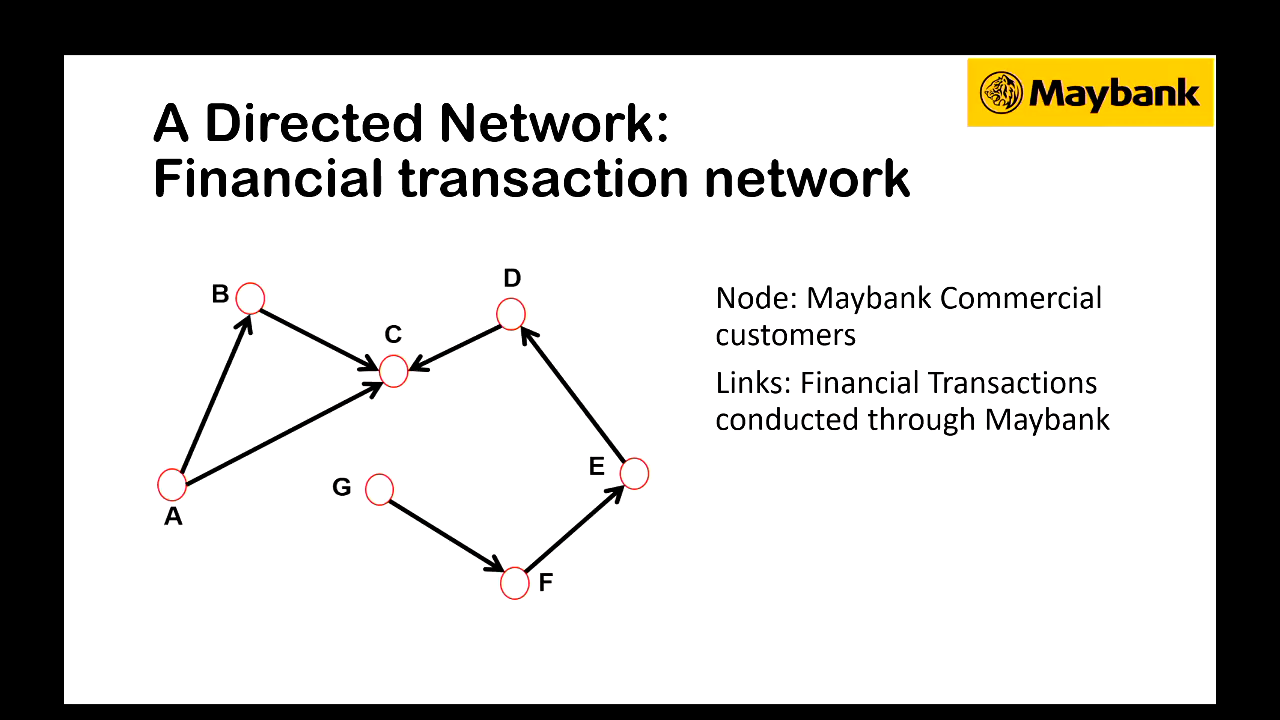 Maybank
A Directed Network:
Financial transaction network
B
D
C
A
G
E
F
Node: Maybank Commercial
customers
Links: Financial Transactions
conducted through Maybank